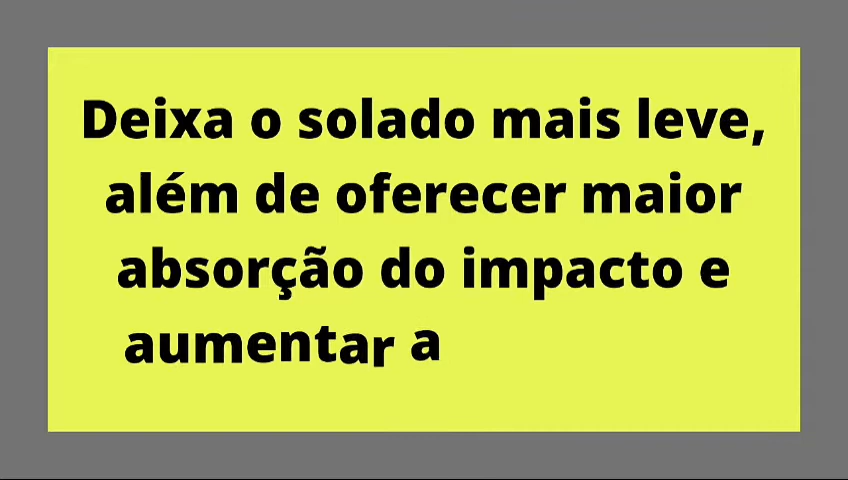 Deixa o solado mais leve,
além de oferecer maior
absorção do impacto e
aumentar a